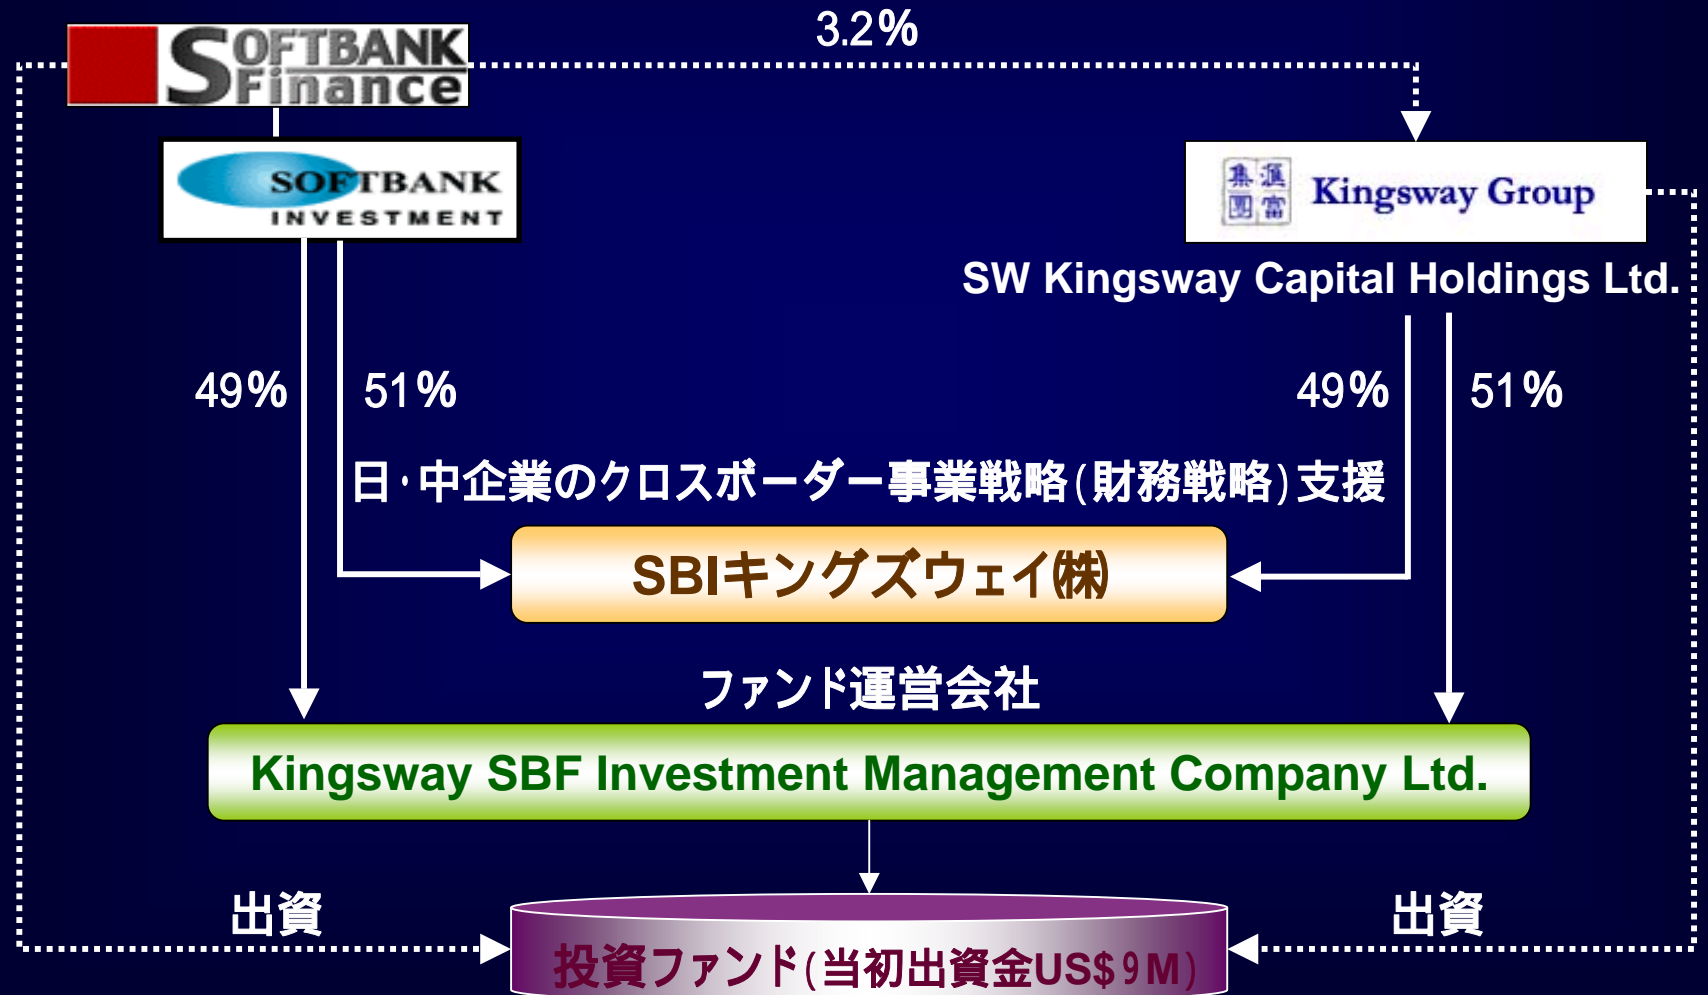 3.2%
SOFTBANK
Finance
SOFTBANK
INVESTMENT
集滙
團富
Kingsway Group
SW Kingsway Capital Holdings Ltd.
49% 51% 49% 51%
日・中企業のクロスボーダー事業戦略(財務戦略)支援
SBIキングズウェイ㈱
ファンド運営会社
Kingsway SBF Investment Management Company Ltd.
出資 出資
投資ファンド(当初出資金US$9M)